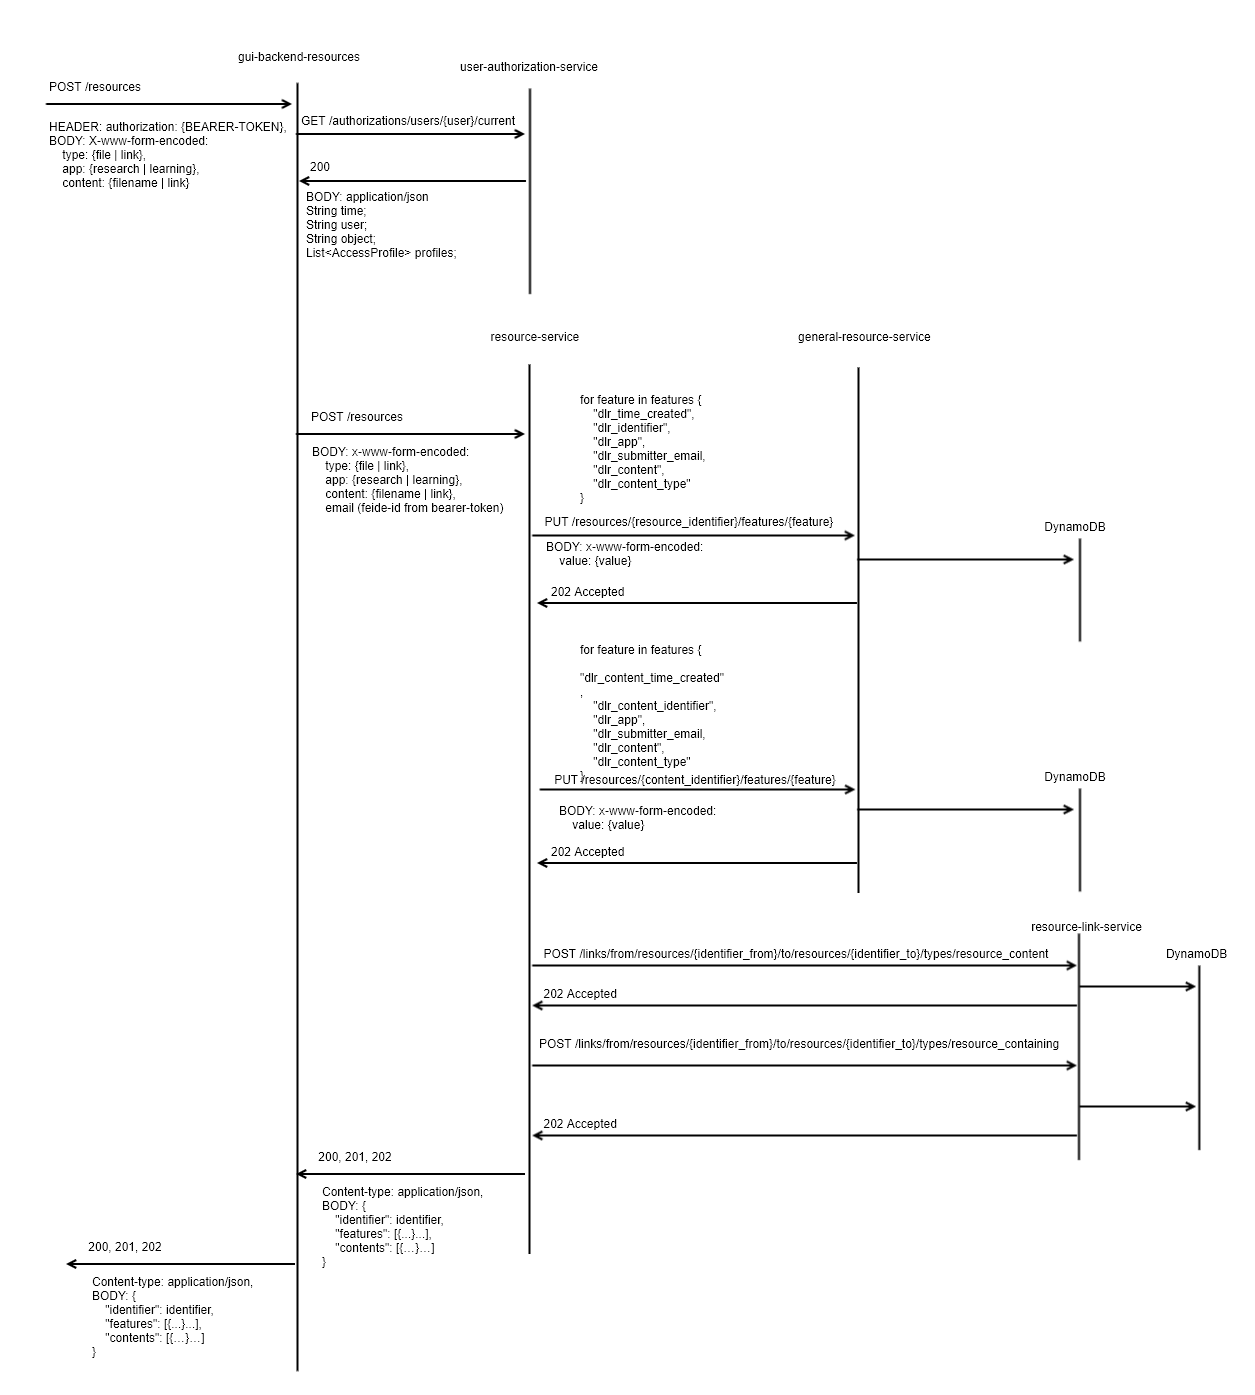 gui-backend-resources
user-authorization-service
POST /resources
HEADER: authorization: {BEARER-TOKEN},
BODY: X-www-form-encoded:
type: {file | link},
app: {research | learning},
content: {filename | link}
GET /authorizations/users/{user}/current
200
BODY: application/json
String time;
String user;
String object;
List<AccessProfile> profiles;
resource-service
general-resource-service
POST /resources
BODY: x-www-form-encoded:
type: {file | link},
app: {research | learning},
content: {filename | link},
email (feide-id from bearer-token)
for feature in features {
"dlr_time_created",
"dlr_identifier",
"dlr_app",
"dlr_submitter_email,
"dlr_content",
"dlr_content_type"
}
PUT /resources/{resource_identifier}/features/{feature}
BODY: x-www-form-encoded:
value: {value}
DynamoDB
202 Accepted
for feature in features {
"dlr_content_time_created"
,
"dlr_content_identifier",
"dlr_app",
"dlr_submitter_email,
"dlr_content",
"dlr_content_type"
}
PUT /resources/{content_identifier}/features/{feature}
BODY: x-www-form-encoded:
value: {value}
DynamoDB
202 Accepted
resource-link-service
DynamoDB
POST /links/from/resources/{identifier_from}/to/resources/{identifier_to}/types/resource_content
202 Accepted
POST /links/from/resources/{identifier_from}/to/resources/{identifier_to}/types/resource_containing
202 Accepted
200, 201, 202
Content-type: application/json,
BODY: {
"identifier": identifier,
"features": [{...}...],
"contents": [{...}...]
}
200, 201, 202
Content-type: application/json,
BODY: {
"identifier": identifier,
"features": [{...}...],
"contents": [{...}...]
}